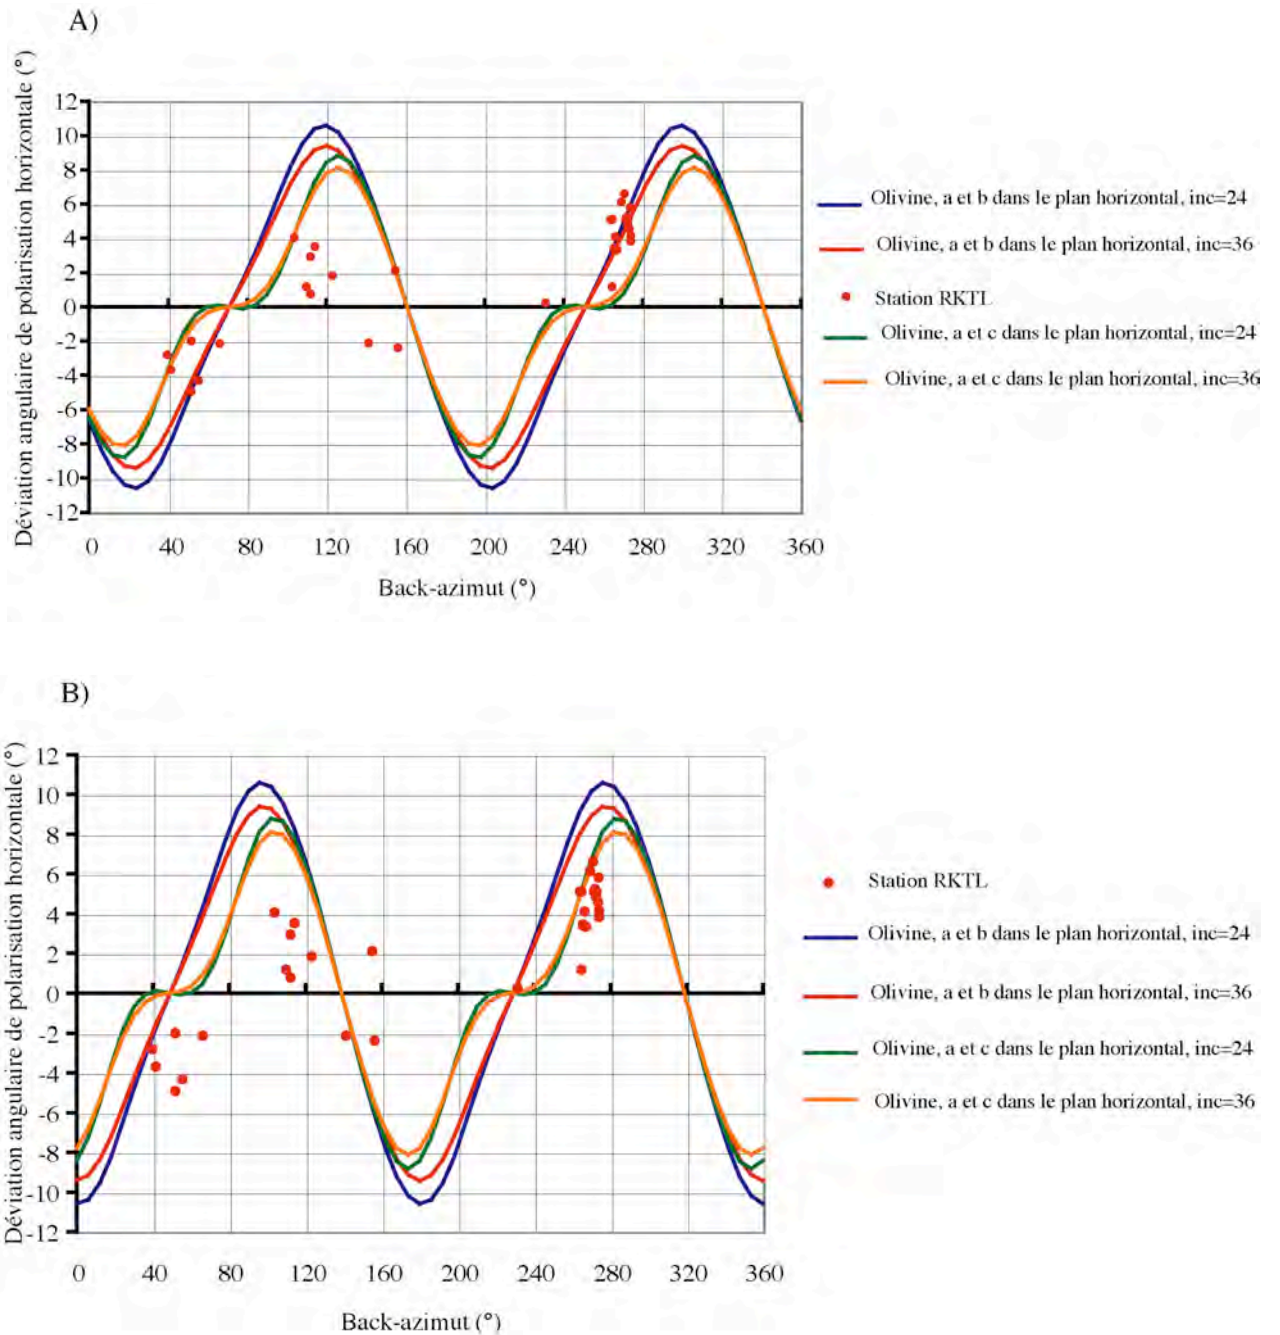 A)
Déviation angulaire de polarisation horizontale (°)
12
10
8
6
4
2
0
-2
-4
-6
-8
-10
-12
0 40 80 120 160 200 240 280 320 360
Back-azimut (°)
Olivine, a et b dans le plan horizontal, inc=24
Olivine, a et b dans le plan horizontal, inc=36
Station RKTL
Olivine, a et c dans le plan horizontal, inc=24
Olivine, a et c dans le plan horizontal, inc=36
B)
Déviation angulaire de polarisation horizontale (°)
12
10
8
6
4
2
0
-2
-4
-6
-8
-10
-12
0 40 80 120 160 200 240 280 320 360
Back-azimut (°)
Station RKTL
Olivine, a et b dans le plan horizontal, inc=24
Olivine, a et b dans le plan horizontal, inc=36
Olivine, a et c dans le plan horizontal, inc=24
Olivine, a et c dans le plan horizontal, inc=36